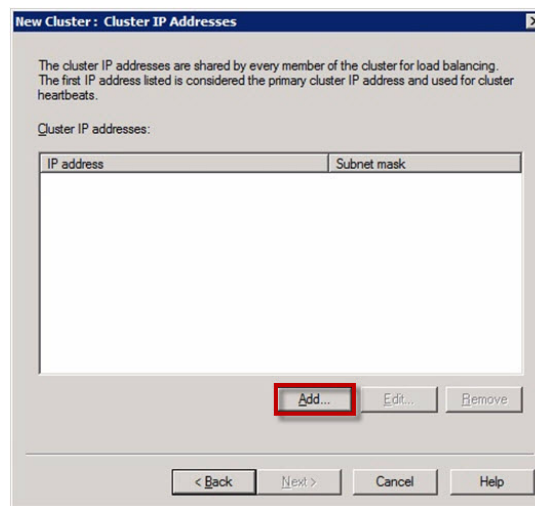 New Cluster : Cluster IP Addresses
The cluster IP addresses are shared by every member of the cluster for load balancing.
The first IP address listed is considered the primary cluster IP address and used for cluster
heartbeats.
Cluster IP addresses:
IP address Subnet mask
Add... Edit... Remove
< Back Next > Cancel Help